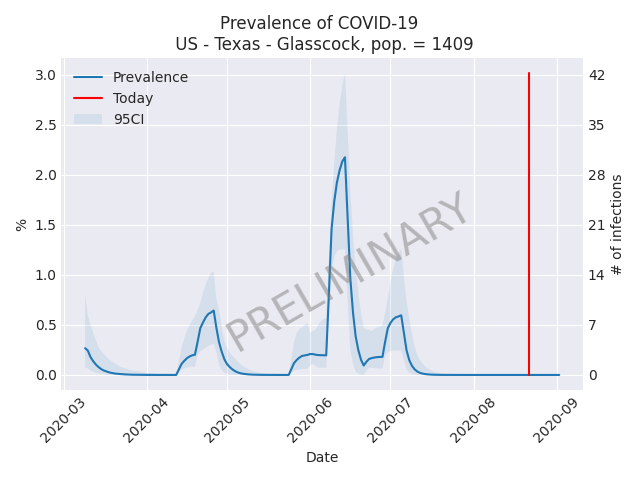 Prevalence of COVID-19
US - Texas - Glasscock, pop. = 1409
Prevalence
Today
95CI
PRELIMINARY
%
3.0
2.5
2.0
1.5
1.0
0.5
0.0
42
35
28
21
14
7
0
# of infections
2020-03
2020-04
2020-05
2020-06
2020-07
2020-08
2020-09
Date